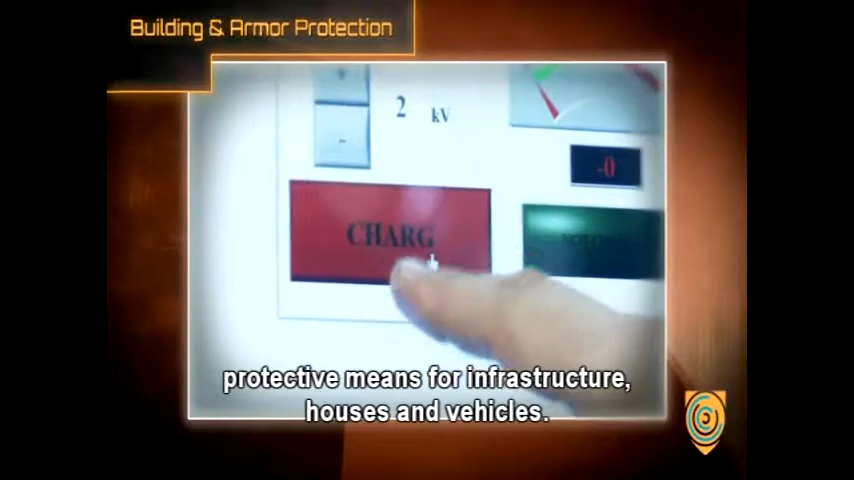 Building & Armor Protection
2 kV
-0
CHARG
protective means for infrastructure,
houses and vehicles.